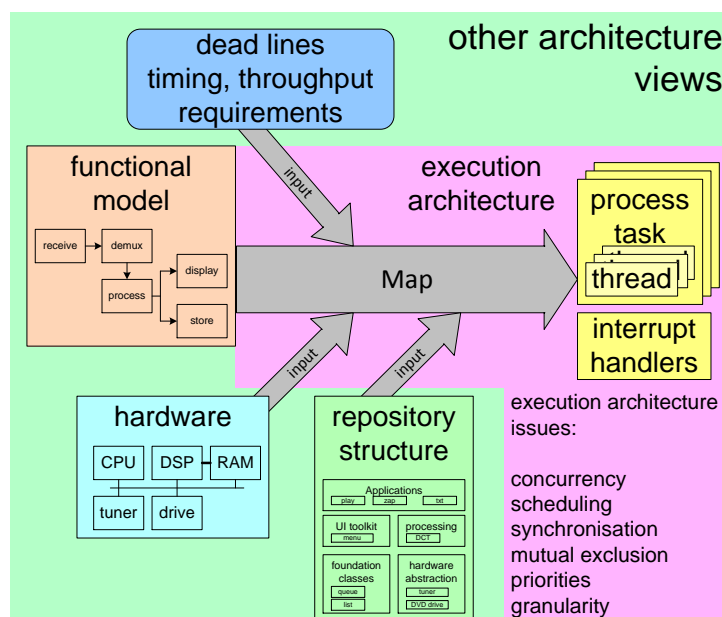 dead lines
timing, throughput
requirements
other architecture
views
functional
model
receive
demux
process
display
store
input
execution
architecture
Map
process
task
thread
interrupt
handlers
input
input
hardware
CPU
DSP
RAM
tuner
drive
repository
structure
Applications
play
zap
txt
UI toolkit
menu
processing
DCT
foundation
classes
queue
list
hardware
abstraction
tuner
DVD drive
execution architecture
issues:
concurrency
scheduling
synchronisation
mutual exclusion
priorities
granularity